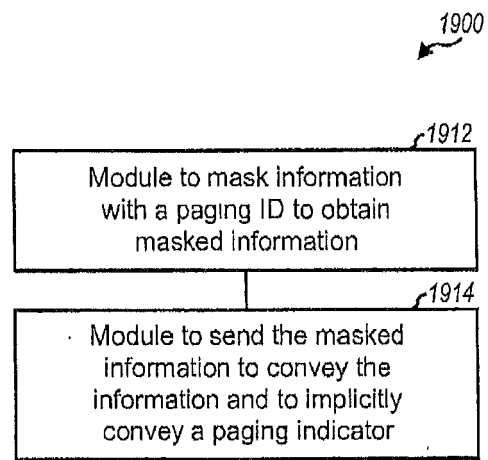 1900
1912
Module to mask information
with a paging ID to obtain
masked information
1914
Module to send the masked
information to convey the
information and to implicitly
convey a paging indicator